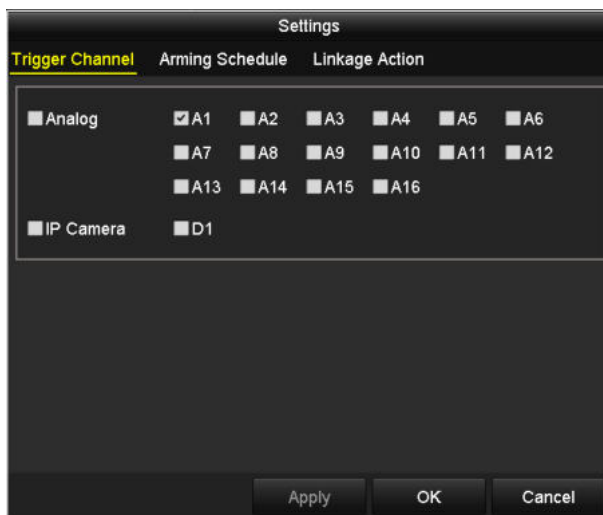 Settings
Trigger Channel Arming Schedule Linkage Action
Analog A1 A2 A3 A4 A5 A6
A7 A8 A9 A10 A11 A12
A13 A14 A15 A16
IP Camera D1
Apply OK Cancel